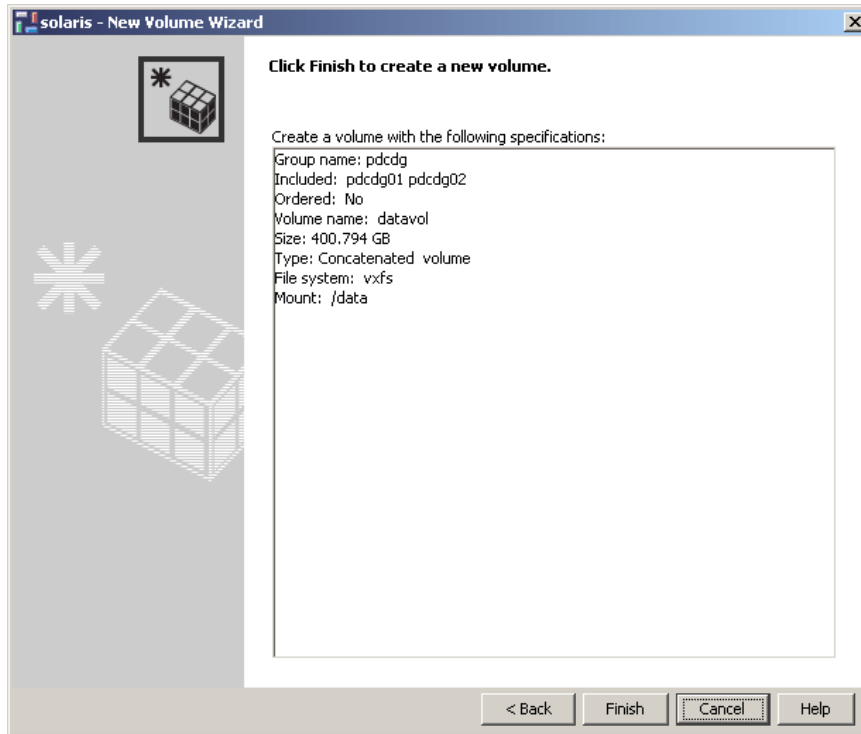 solaris - New Volume Wizard
Click Finish to create a new volume.
Create a volume with the following specifications:
Group name: pdcdg
Included: pdcdg01 pdcdg02
Ordered: No
Volume name: datavol
Size: 400.794 GB
Type: Concatenated volume
File system: vxfs
Mount: /data
< Back Finish Cancel Help